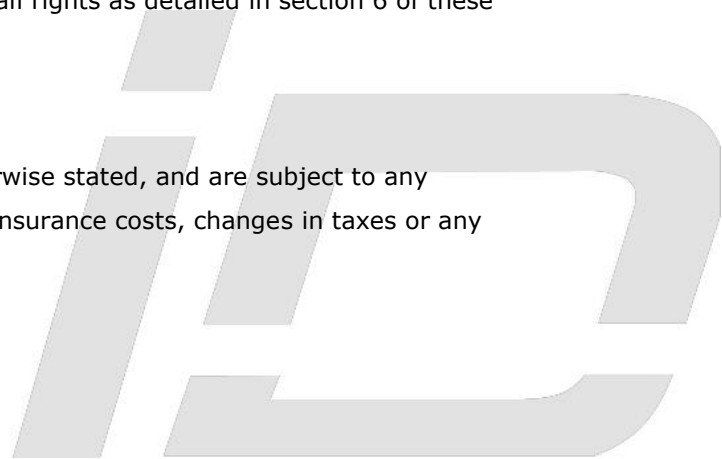 all rights as detailed in section 6 of these
rwise stated, and are subject to any
nsurance costs, changes in taxes or any